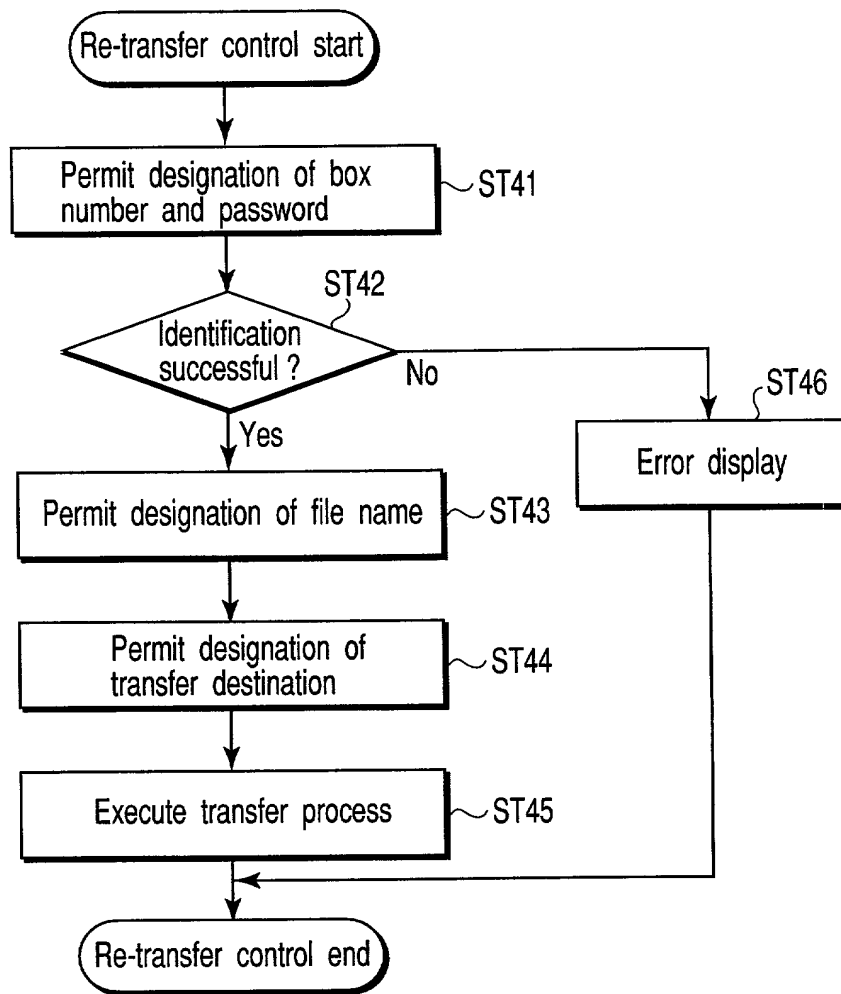 Re-transfer control start
Permit designation of box
number and password
ST41
ST42
Identification
successful ?
No
Yes
ST46
Error display
Permit designation of file name
ST43
Permit designation of
transfer destination
ST44
Execute transfer process
ST45
Re-transfer control end